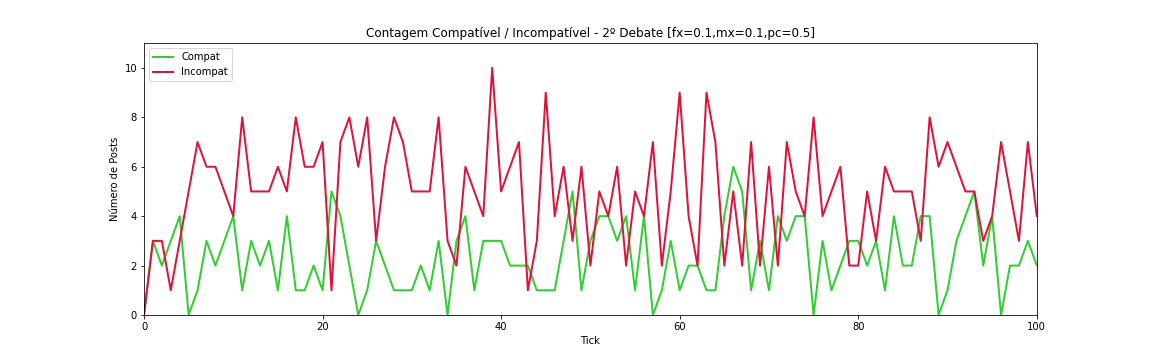 Contagem Compatível / Incompatível - 2º Debate [fx=0.1,mx=0.1,pc=0.5]
Compat
Incompat
Número de Posts
10
8
6
4
2
0
0 20 40 60 80 100
Tick